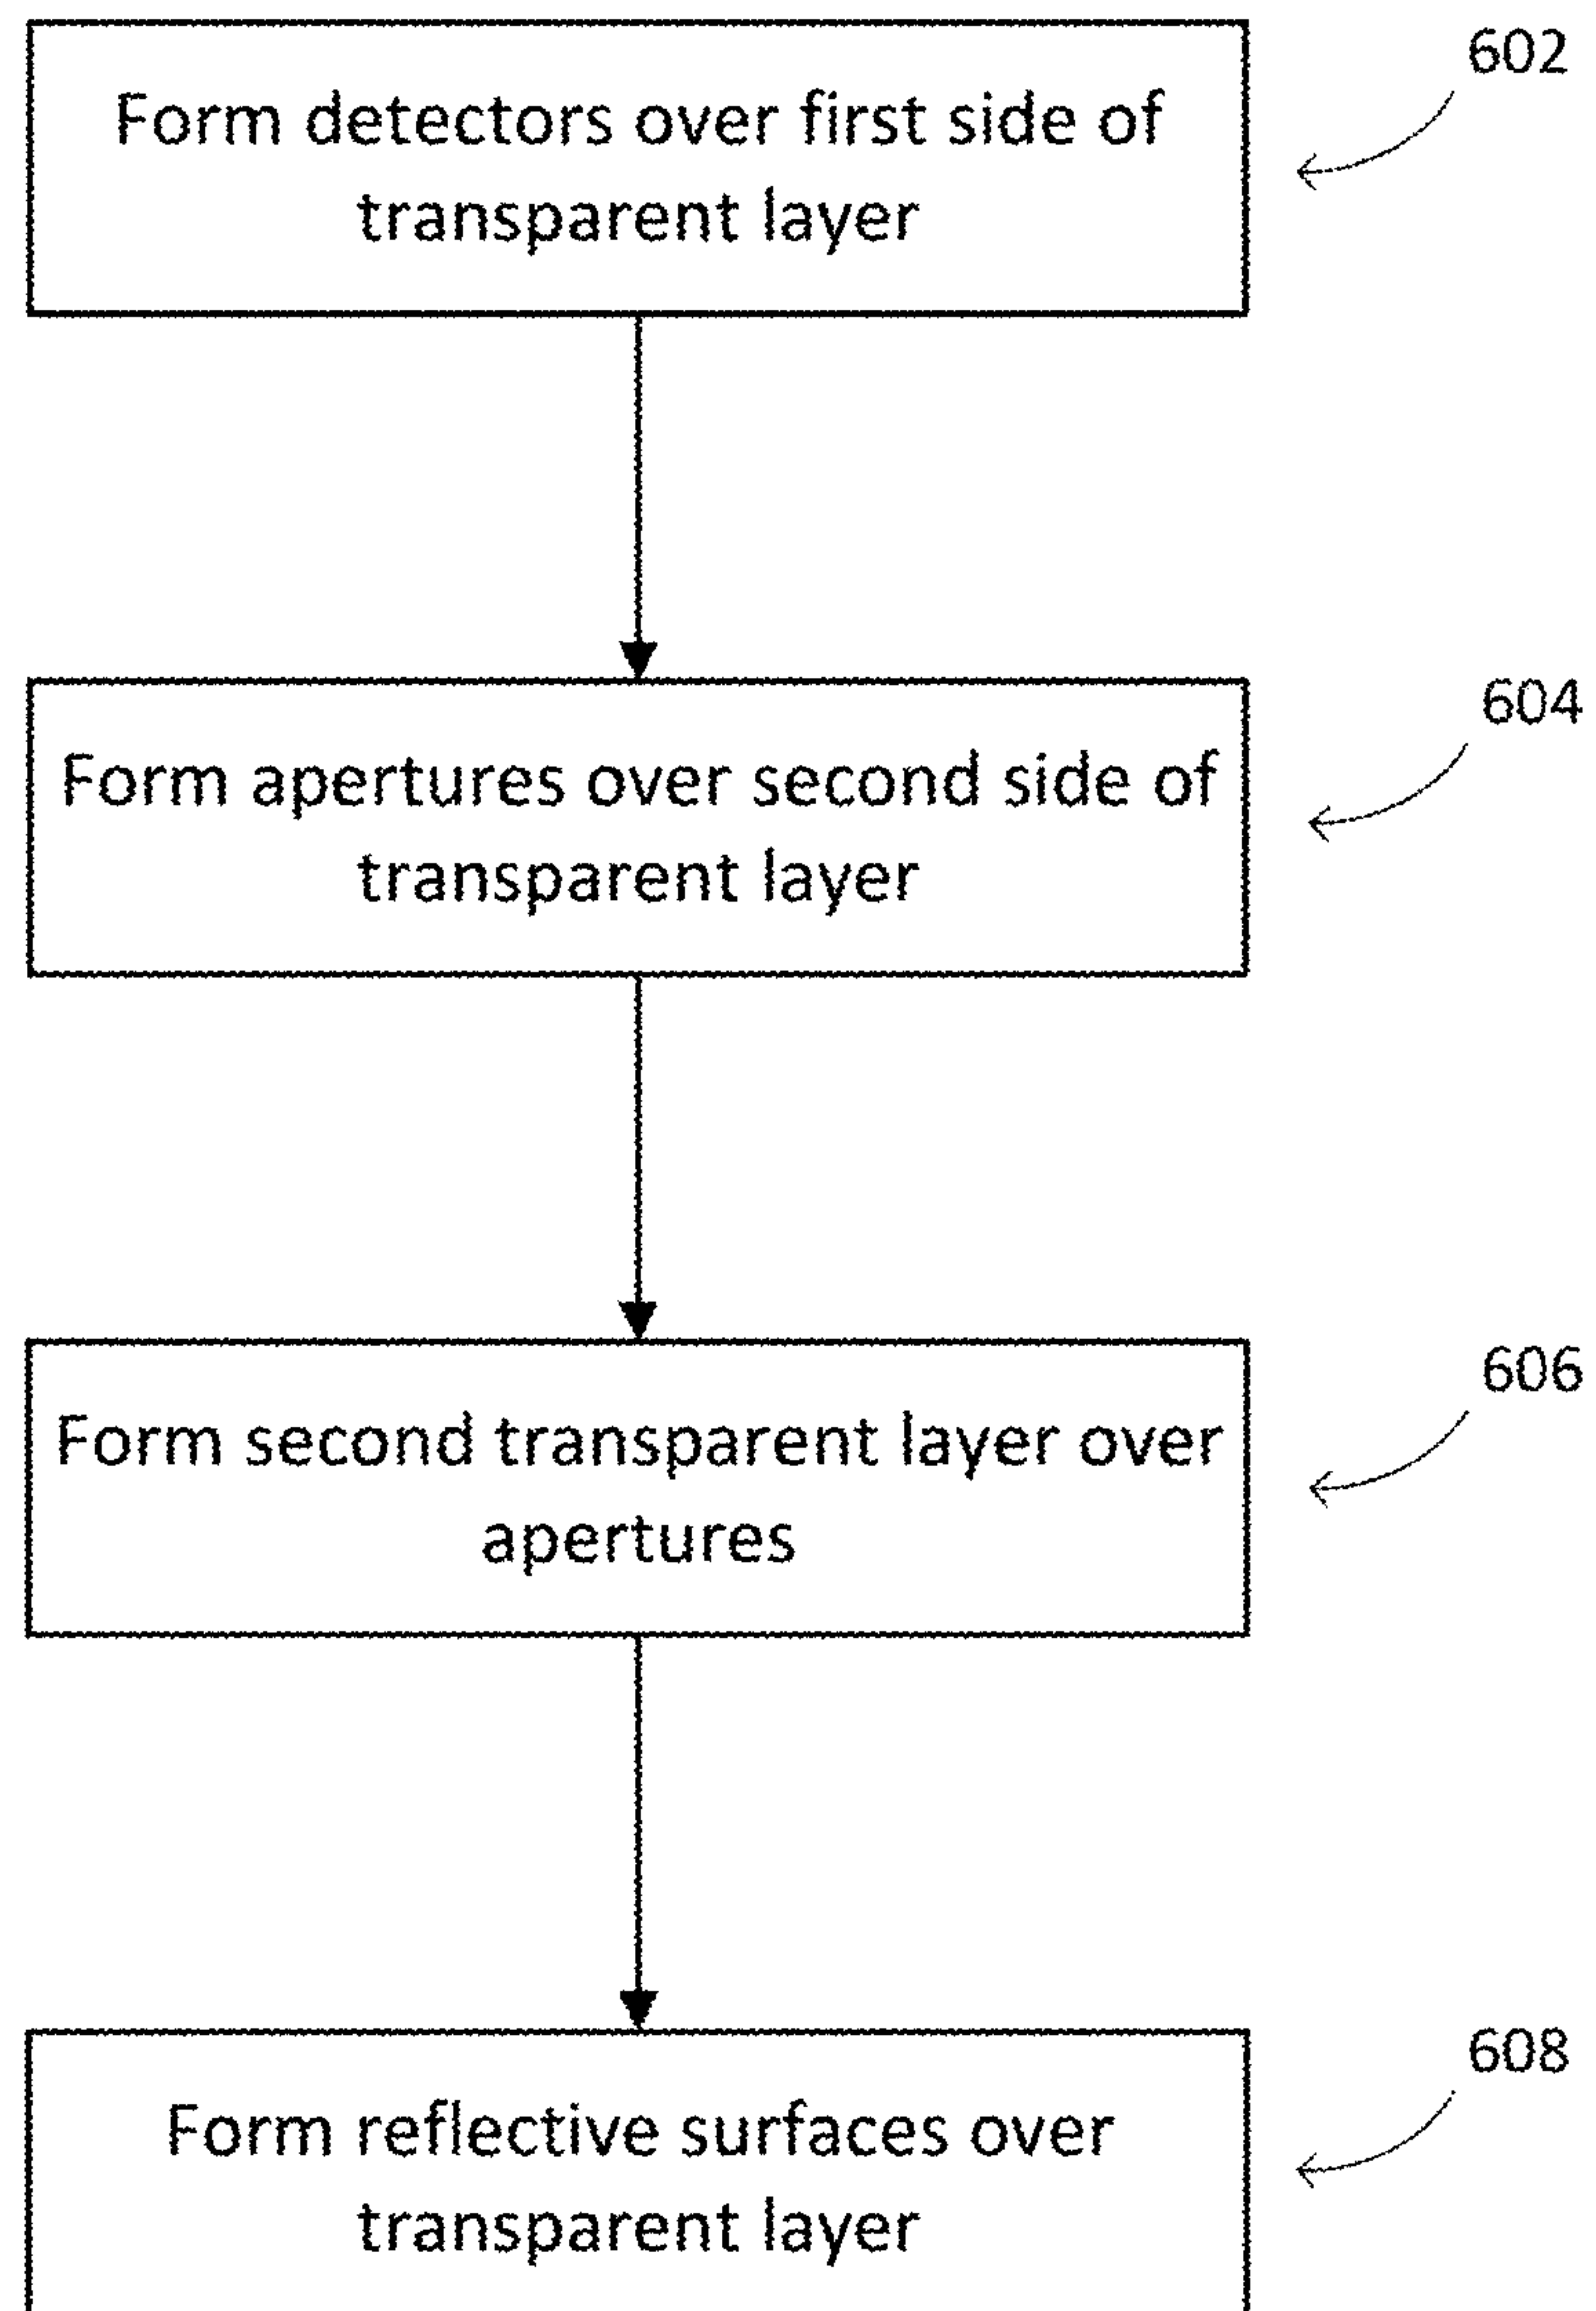 602
Form detectors over first side of
transparent layer
604
Form apertures over second side of
transparent layer
606
Form second transparent layer over
apertures
608
Form reflective surfaces over
transparent layer